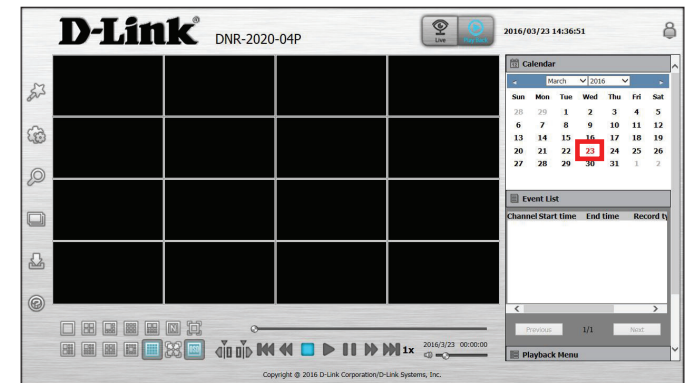 D-Link®
DNR-2020-04P
Live
Playback
2016/03/23 14:36:51
Calendar
< March 2016 >
Sun Mon Tue Wed Thu Fri Sat
28 29 1 2 3 4 5
6 7 8 9 10 11 12
13 14 15 16 17 18 19
20 21 22 23 24 25 26
27 28 29 30 31 1 2
Event List
Channel Start time End time Record ty
Previous 1/1 Next
Playback Menu
1x
2016/3/23 00:00:00
Copyright @ 2016 D-Link Corporation/D-Link Systems, Inc.